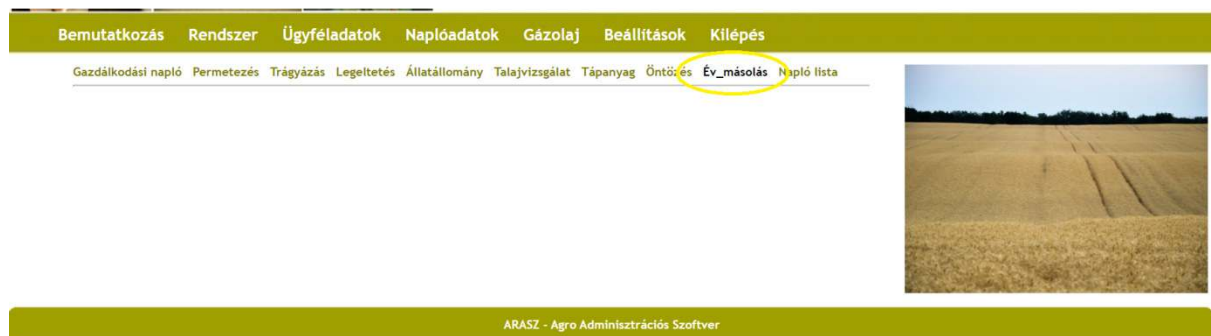 Bemutatkozás Rendszer Ügyféladatok Naplóadatok Gázolaj Beállítások Kilépés
Gazdálkodási napló Permetezés Trágyázás Legeltetés Állatállomány Talajvizsgálat Tápanyag Öntözés Év_másolás Napló lista
ARASZ - Agro Adminisztrációs Szoftver